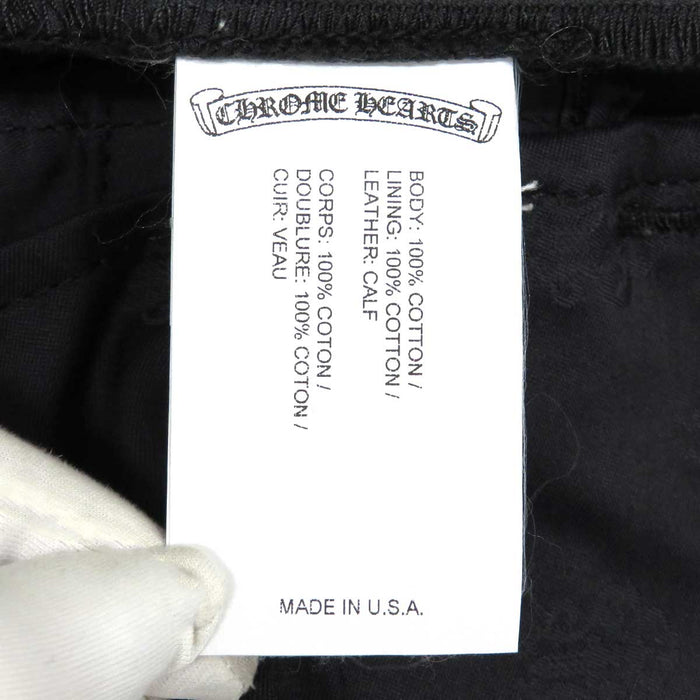 CHROME HEARTS
BODY: 100% COTTON /
LINING: 100% COTTON /
LEATHER: CALF
CORPS: 100% COTON /
DOUBLURE: 100% COTON /
CUIR: VEAU
MADE IN U.S.A.